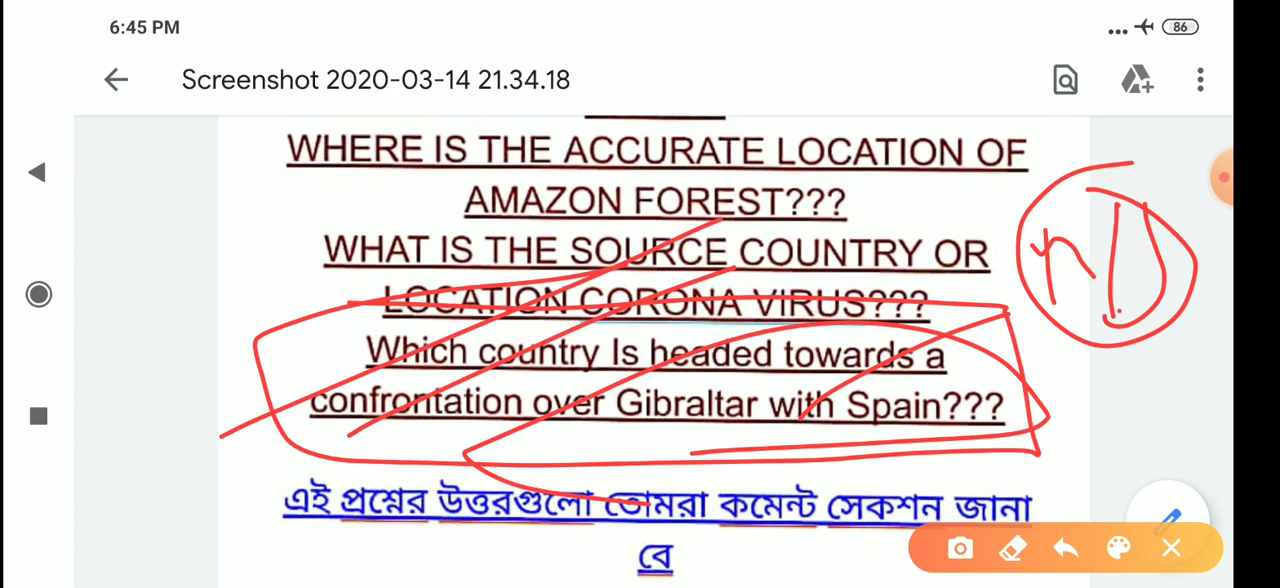 6:45 PM
86
Screenshot 2020-03-14 21.34.18
WHERE IS THE ACCURATE LOCATION OF
AMAZON FOREST???
WHAT IS THE SOURCE COUNTRY OR
LOCATION CORONA VIRUS???
Which country Is headed towards a
confrontation over Gibraltar with Spain???
এই প্রশ্নের উত্তরগুলো তোমরা কমেন্ট সেকশন জানা
বে